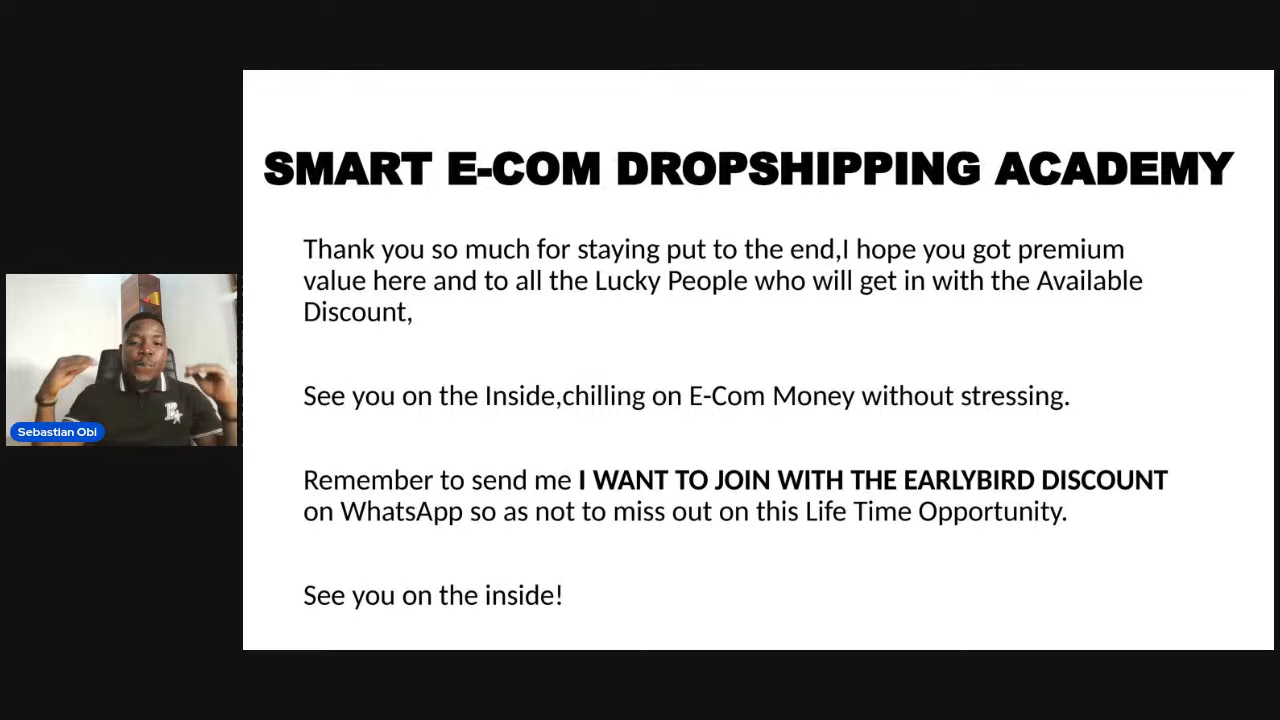 SMART E-COM DROPSHIPPING ACADEMY
Thank you so much for staying put to the end,I hope you got premium
value here and to all the Lucky People who will get in with the Available
Discount,
See you on the Inside,chilling on E-Com Money without stressing.
Remember to send me I WANT TO JOIN WITH THE EARLYBIRD DISCOUNT
on WhatsApp so as not to miss out on this Life Time Opportunity.
See you on the inside!
Sebastian Obi